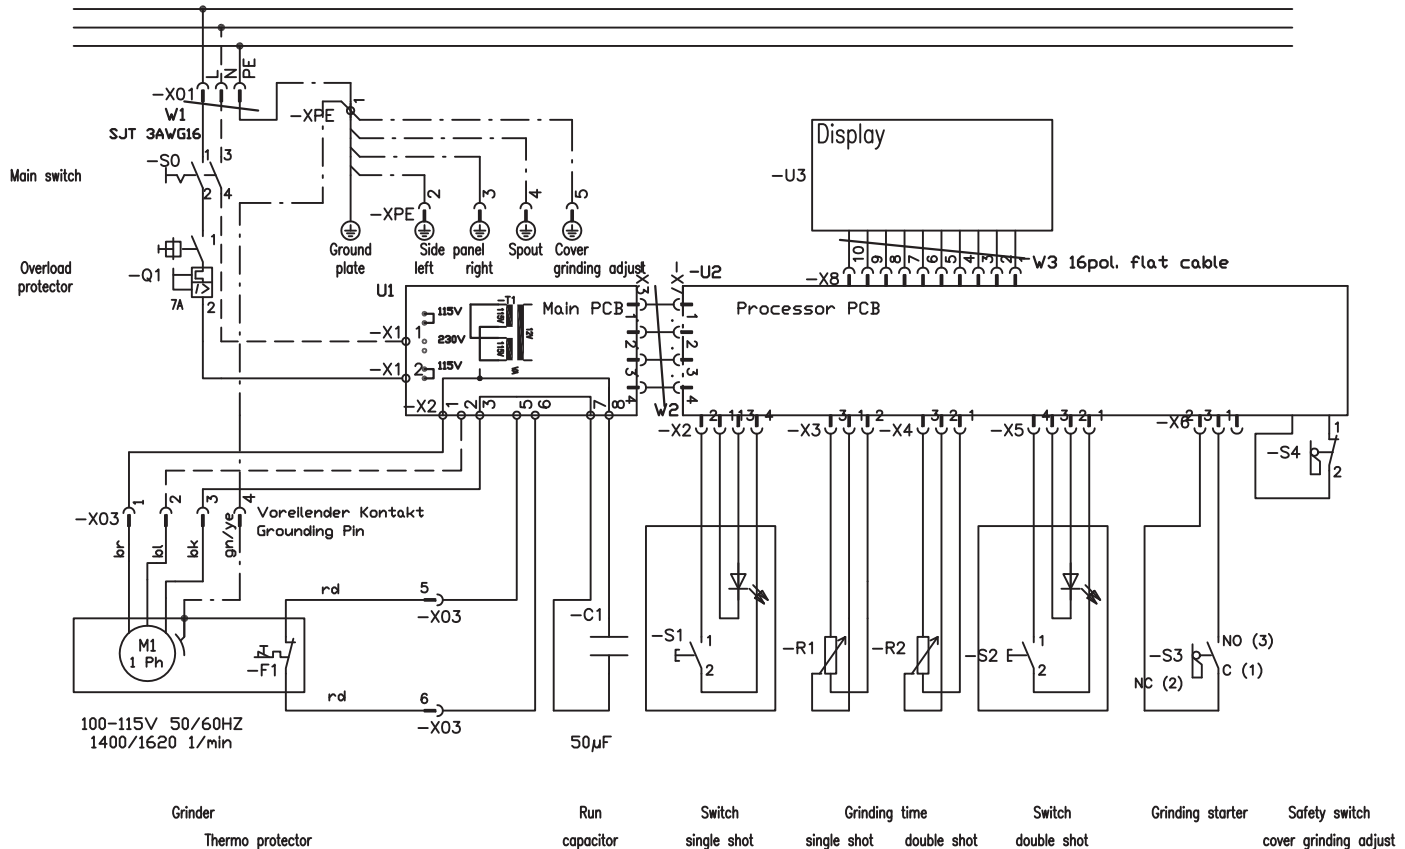 L
N
PE
-X01
W1
SJT 3AWG16
-XPE
1
-S0
1
3
2
4
Main switch
1
-Q1
7A
2
Overload
protector
-XPE
2
3
4
5
Ground
plate
Side panel
left
right
Spout
Cover
grinding adjust
Display
-U3
10
9
8
7
6
5
4
3
2
1
W3 16pol. flat cable
-X8
U1
-X1 1
-X1 2
115V
230V
115V
-T1
115V
115V
12V
VA
Main PCB
-X3
1
2
3
4
W2
-X7
1
2
3
4
-U2
Processor PCB
-X2
1
2
3
5
6
7
8
-X2
2
1
3
4
-X3
3
1
2
-X4
3
2
1
-X5
4
3
2
1
-X6
2
3
1
-S4
1
2
-X03
1
2
3
4
Voreilender Kontakt
Grounding Pin
br
bl
bk
gn/ye
rd
5
-X03
M1
1 Ph
-F1
rd
6
-X03
-C1
50µF
-S1
1
2
-R1
-R2
-S2
1
2
-S3
NO (3)
C (1)
NC (2)
100-115V 50/60HZ
1400/1620 1/min
Grinder
Thermo protector
Run
capacitor
Switch
single shot
Grinding time
single shot
double shot
Switch
double shot
Grinding starter
Safety switch
cover grinding adjust